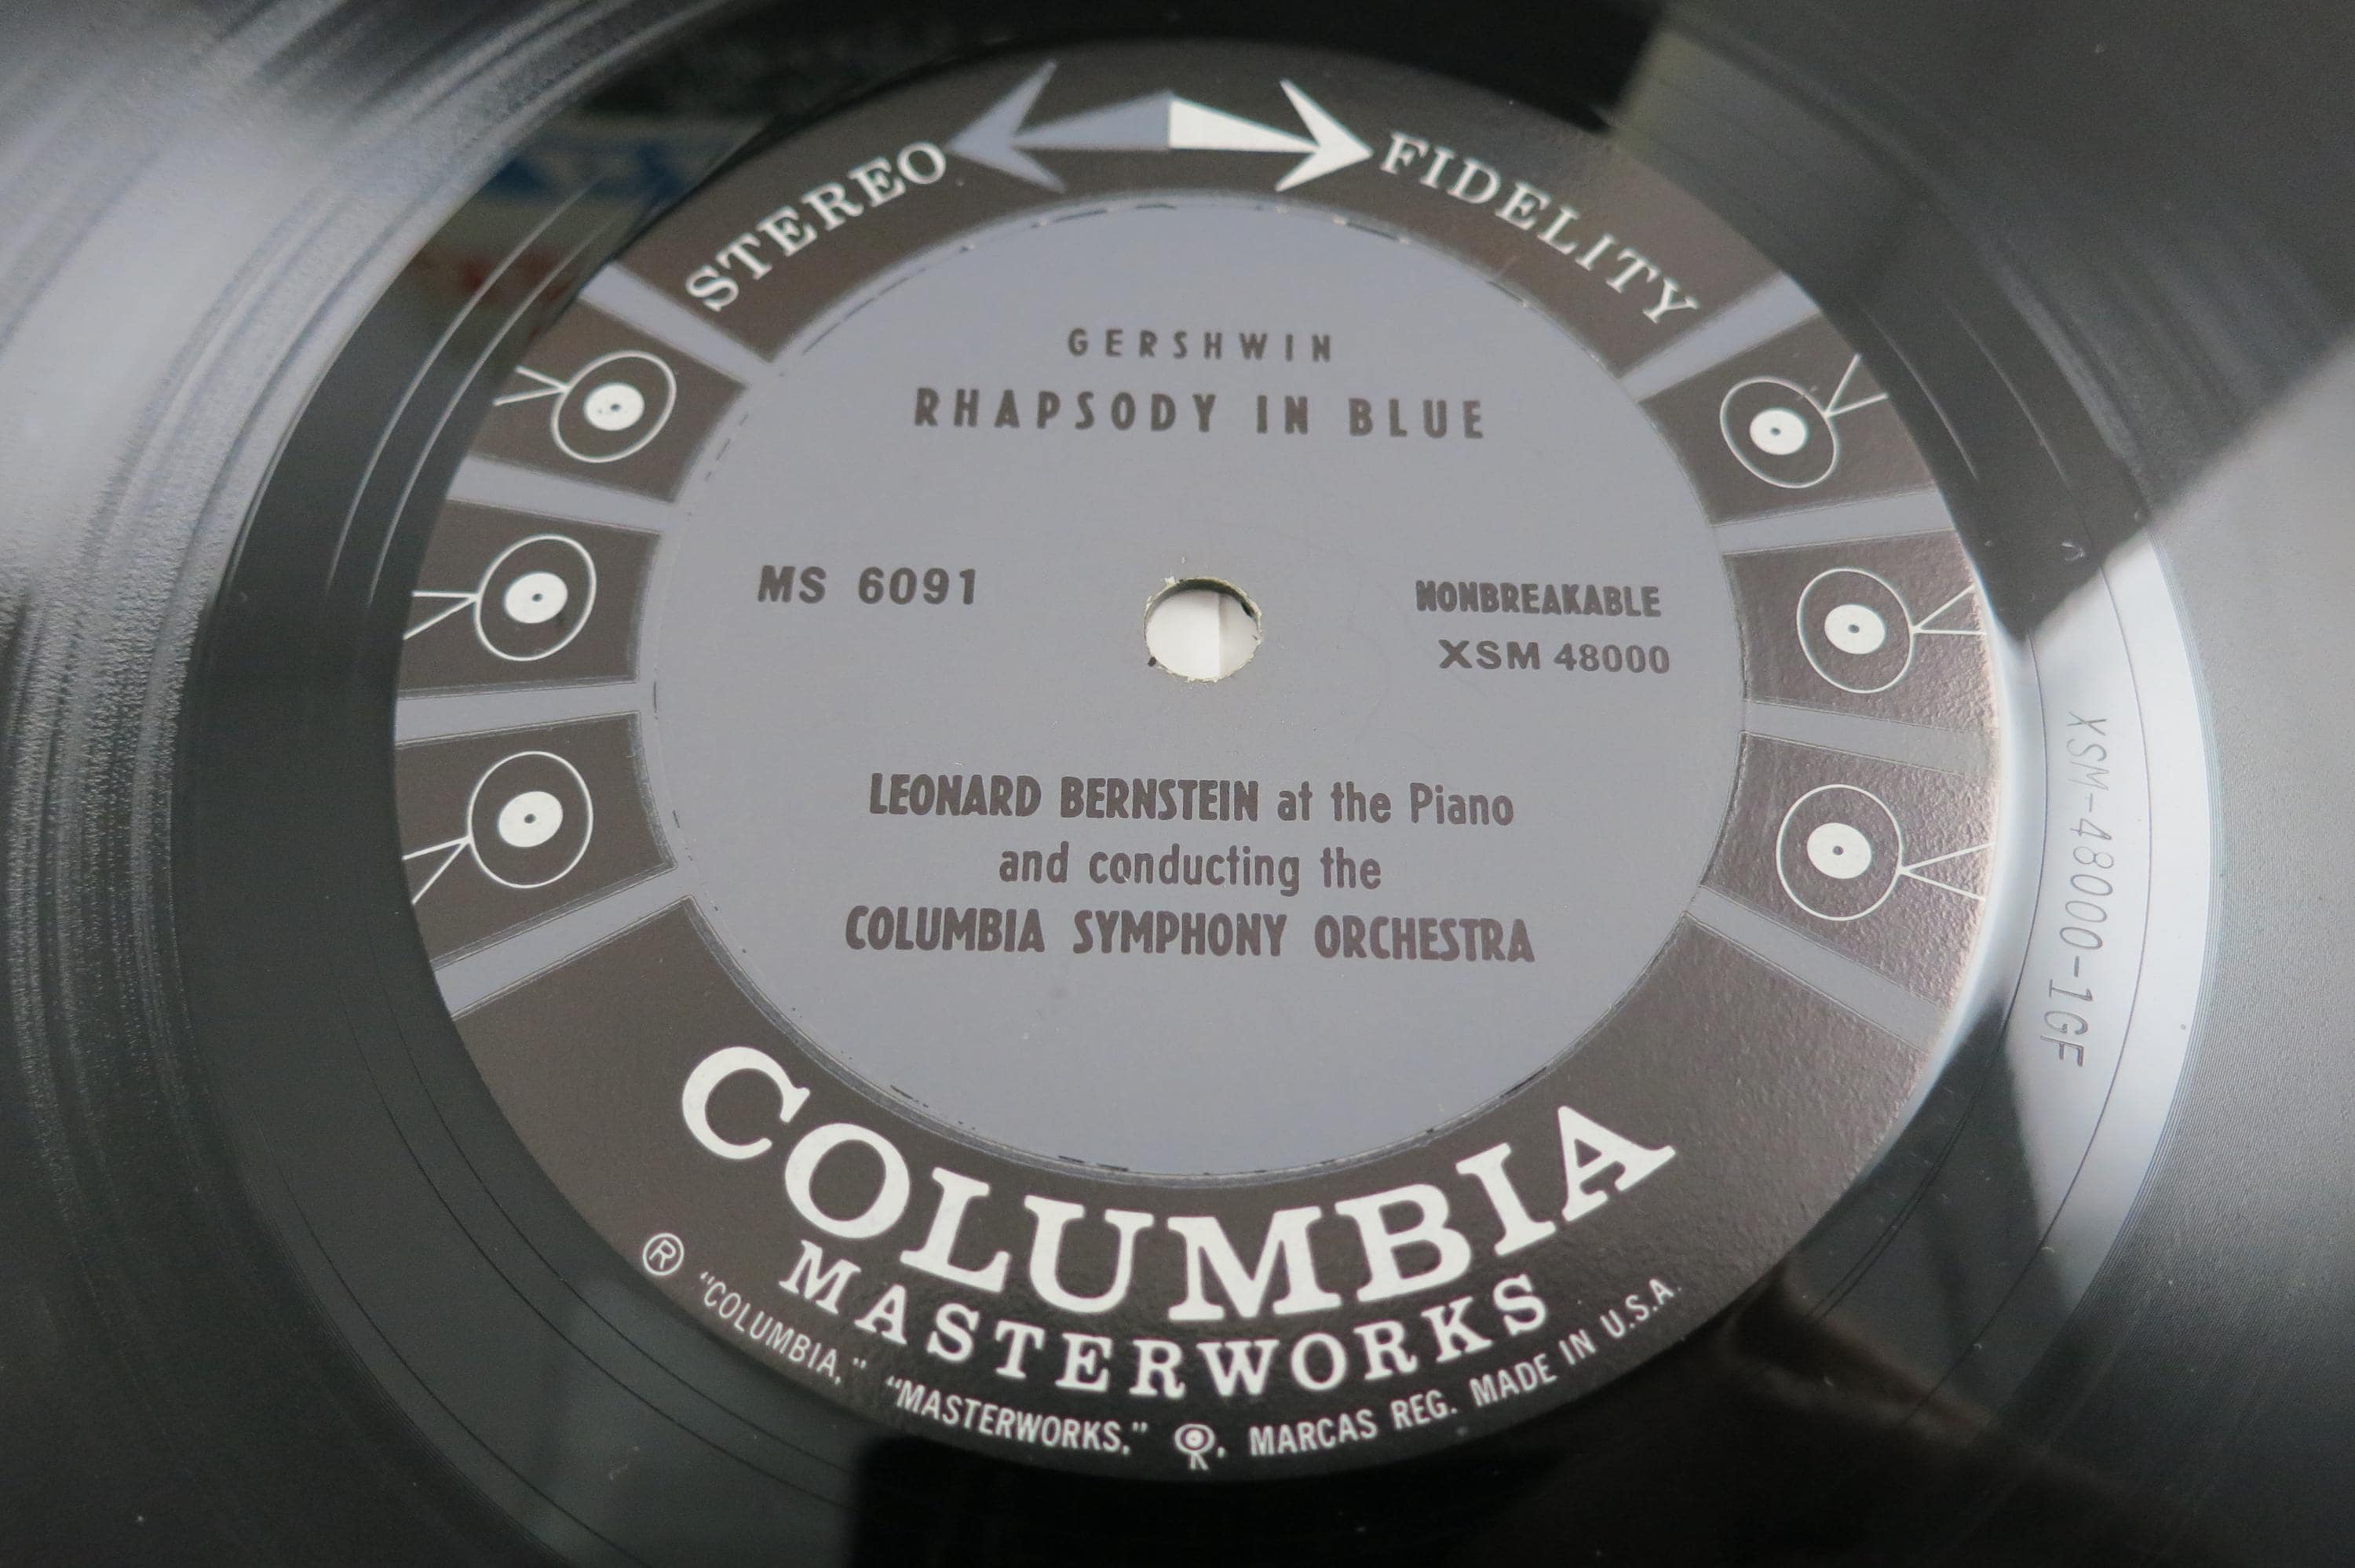 STEREO FIDELITY
GERSHWIN
RHAPSODY IN BLUE
MS 6091
NONBREAKABLE
XSM 48000
LEONARD BERNSTEIN at the Piano
and conducting the
COLUMBIA SYMPHONY ORCHESTRA
COLUMBIA
MASTERWORKS
® "COLUMBIA," "MASTERWORKS," , MARCAS REG. MADE IN U.S.A.
XSM-48000-1GF